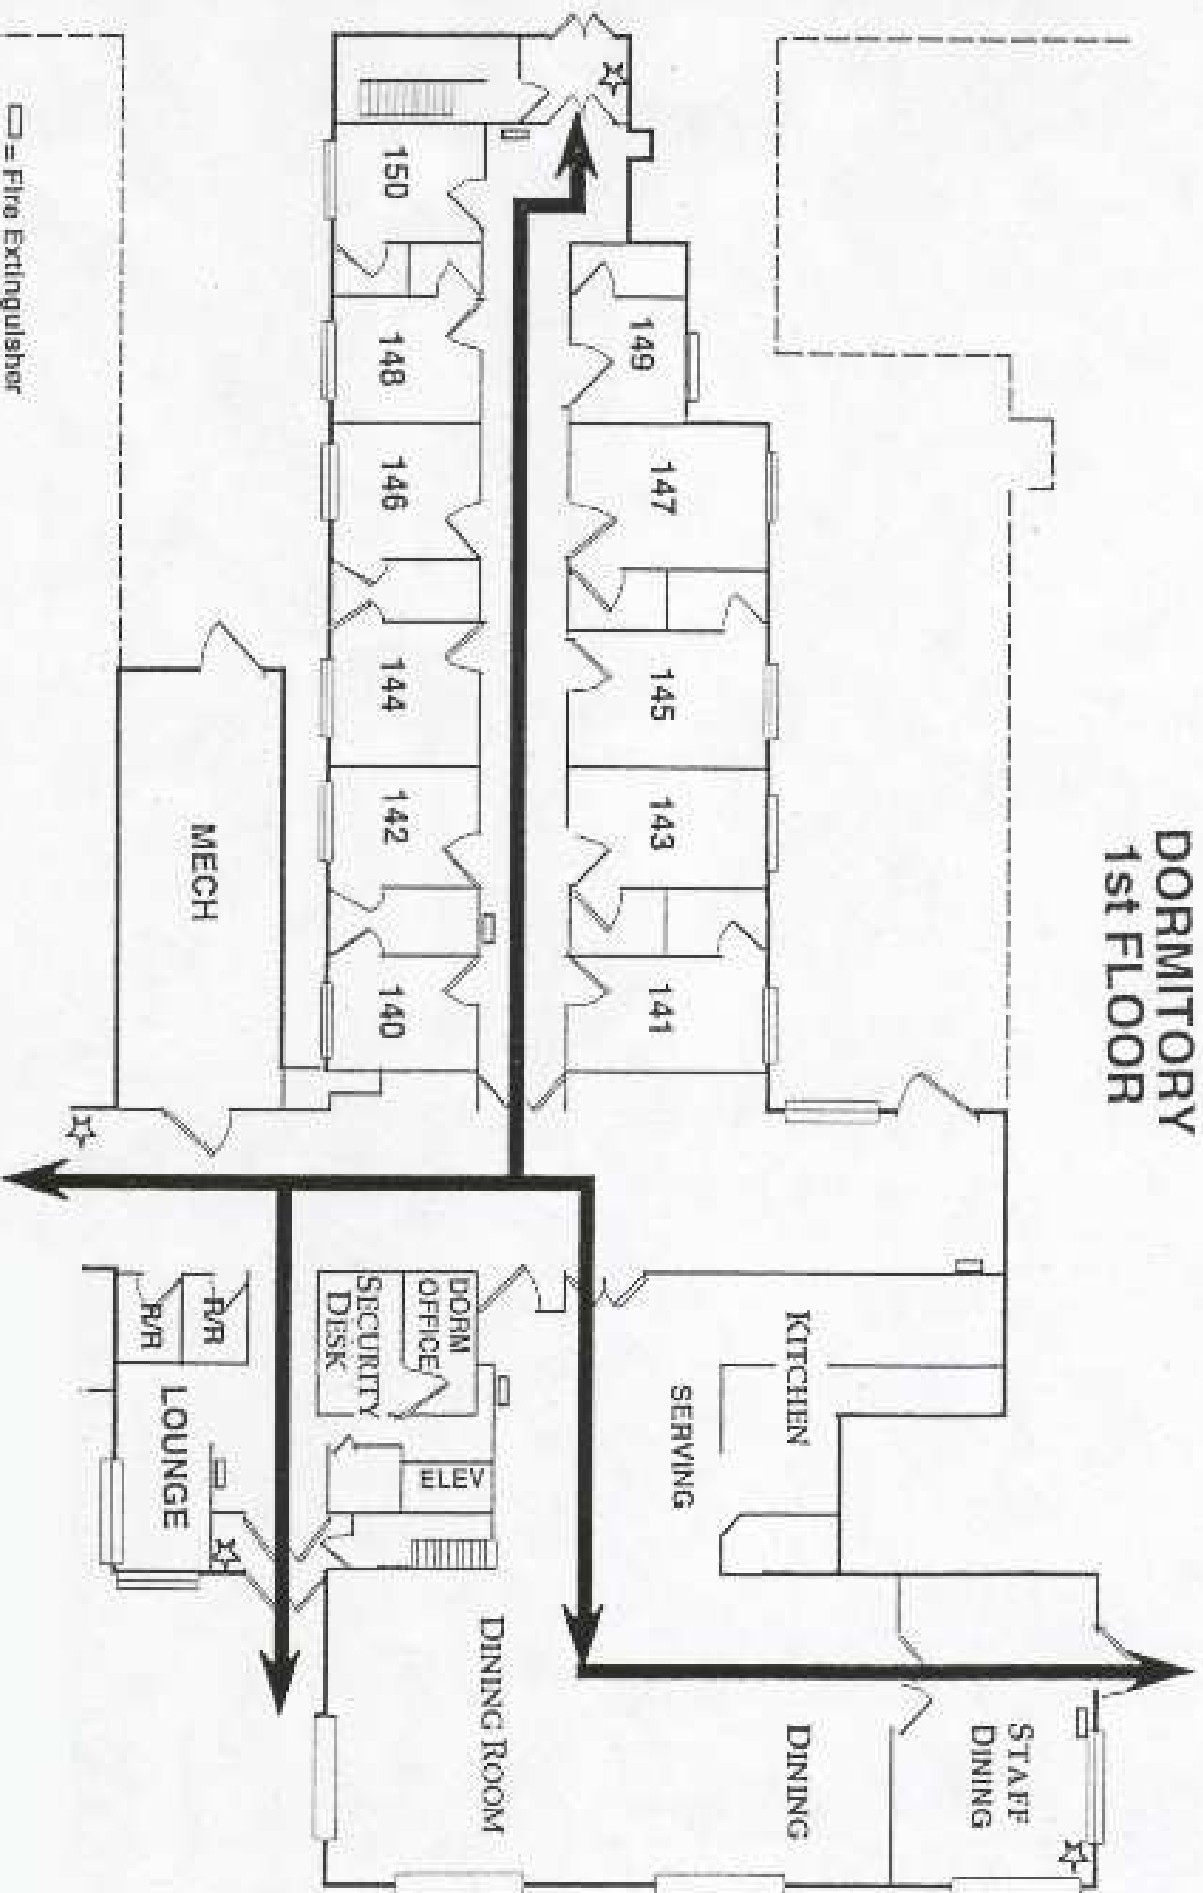 DORMITORY
1st FLOOR
149
147
145
143
141
150
148
146
144
142
140
MECH
KITCHEN
SERVING
DORM
OFFICE
SECURITY
DESK
ELEV
R/R
R/R
LOUNGE
STAFF
DINING
DINING
DINING ROOM
= Fire Extinguisher